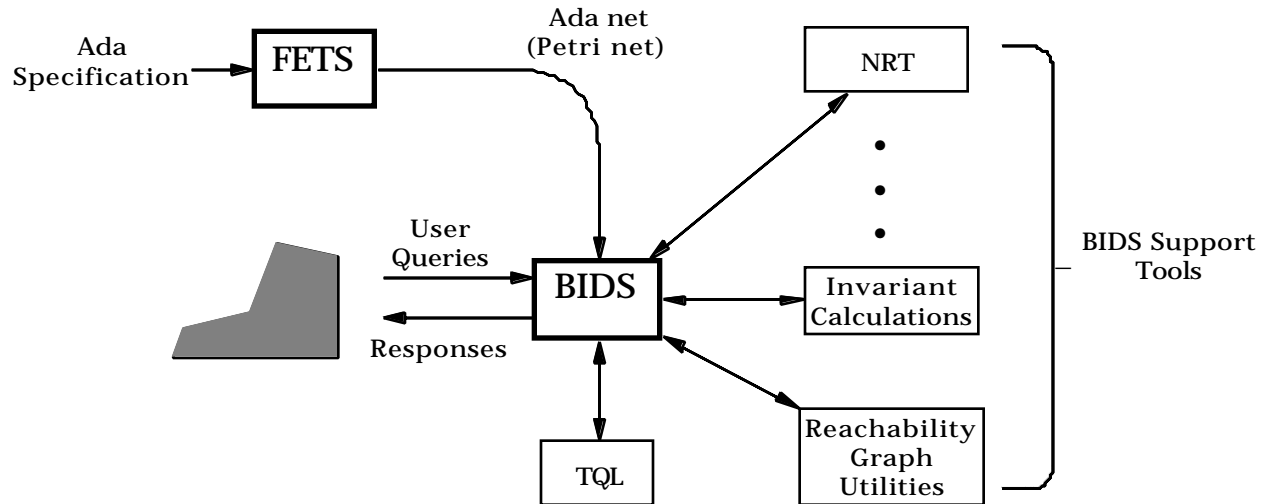 Ada
Specification
FETS
Ada net
(Petri net)
NRT
User
Queries
BIDS
Responses
TQL
Invariant
Calculations
Reachability
Graph
Utilities
BIDS Support
Tools